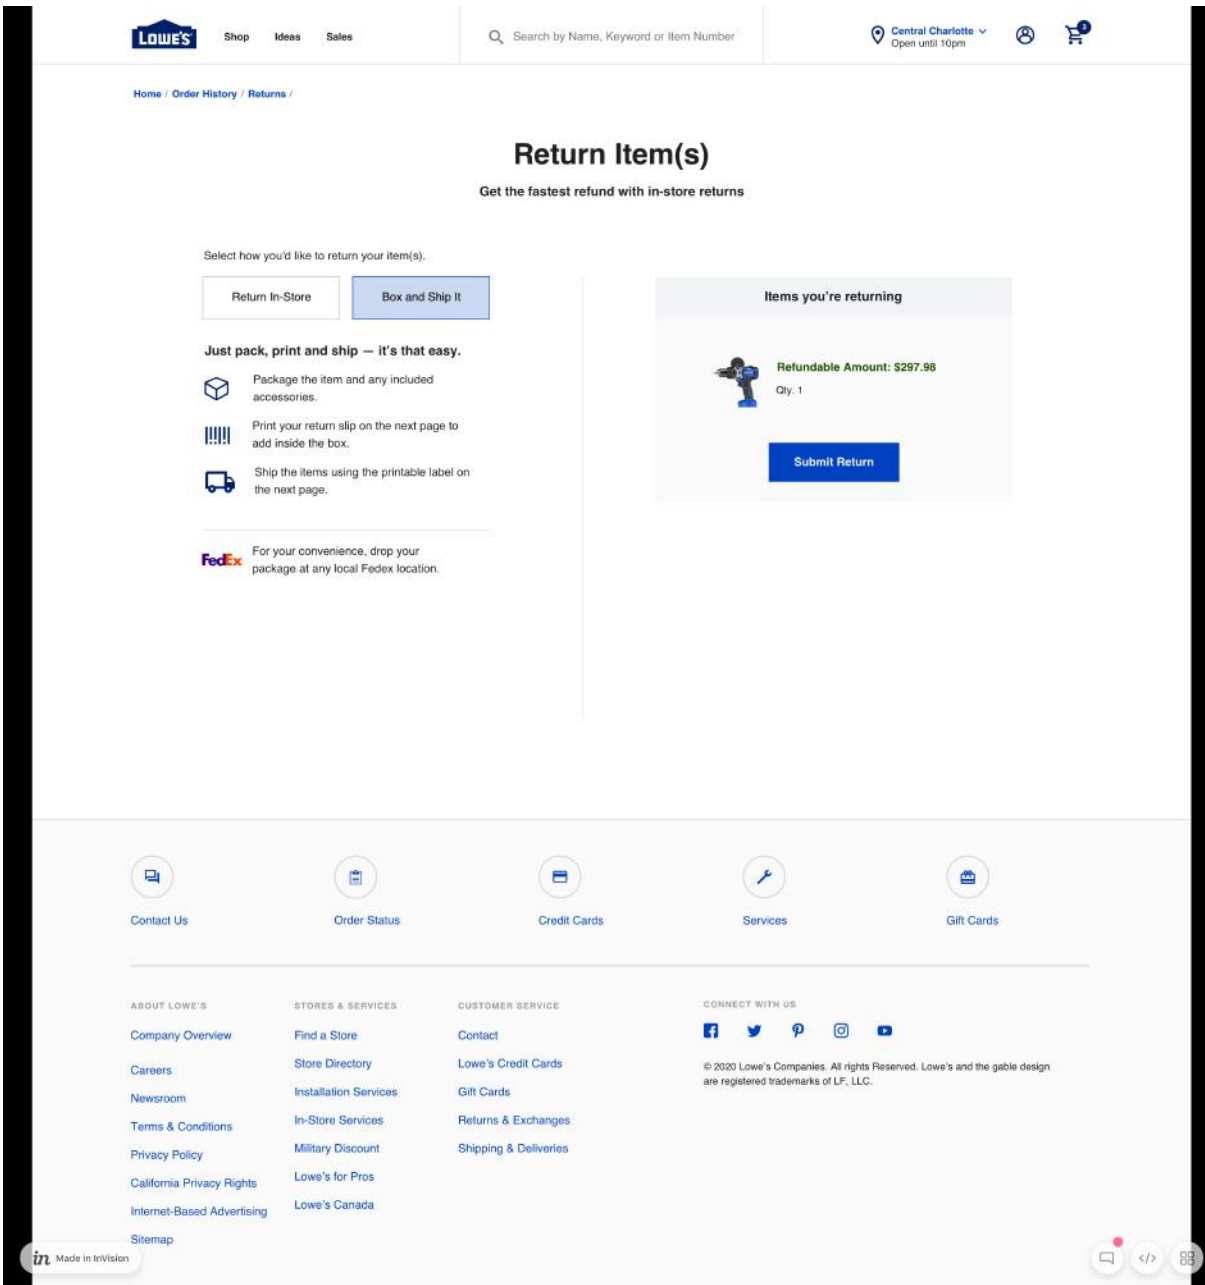 LOWE'S
Shop Ideas Sales
Search by Name, Keyword or Item Number
Central Charlotte
Open until 10pm
3
Home / Order History / Returns /
Return Item(s)
Get the fastest refund with in-store returns
Select how you'd like to return your item(s).
Return In-Store Box and Ship It
Just pack, print and ship — it's that easy.
Package the item and any included
accessories.
Print your return slip on the next page to
add inside the box.
Ship the items using the printable label on
the next page.
FedEx
For your convenience, drop your
package at any local Fedex location.
Items you're returning
Refundable Amount: $297.98
Qty. 1
Submit Return
Contact Us
Order Status
Credit Cards
Services
Gift Cards
ABOUT LOWE'S
Company Overview
Careers
Newsroom
Terms & Conditions
Privacy Policy
California Privacy Rights
Internet-Based Advertising
Sitemap
STORES & SERVICES
Find a Store
Store Directory
Installation Services
In-Store Services
Military Discount
Lowe's for Pros
Lowe's Canada
CUSTOMER SERVICE
Contact
Lowe's Credit Cards
Gift Cards
Returns & Exchanges
Shipping & Deliveries
CONNECT WITH US
© 2020 Lowe's Companies. All rights Reserved. Lowe's and the gable design
are registered trademarks of LF, LLC.
in Made in InVision